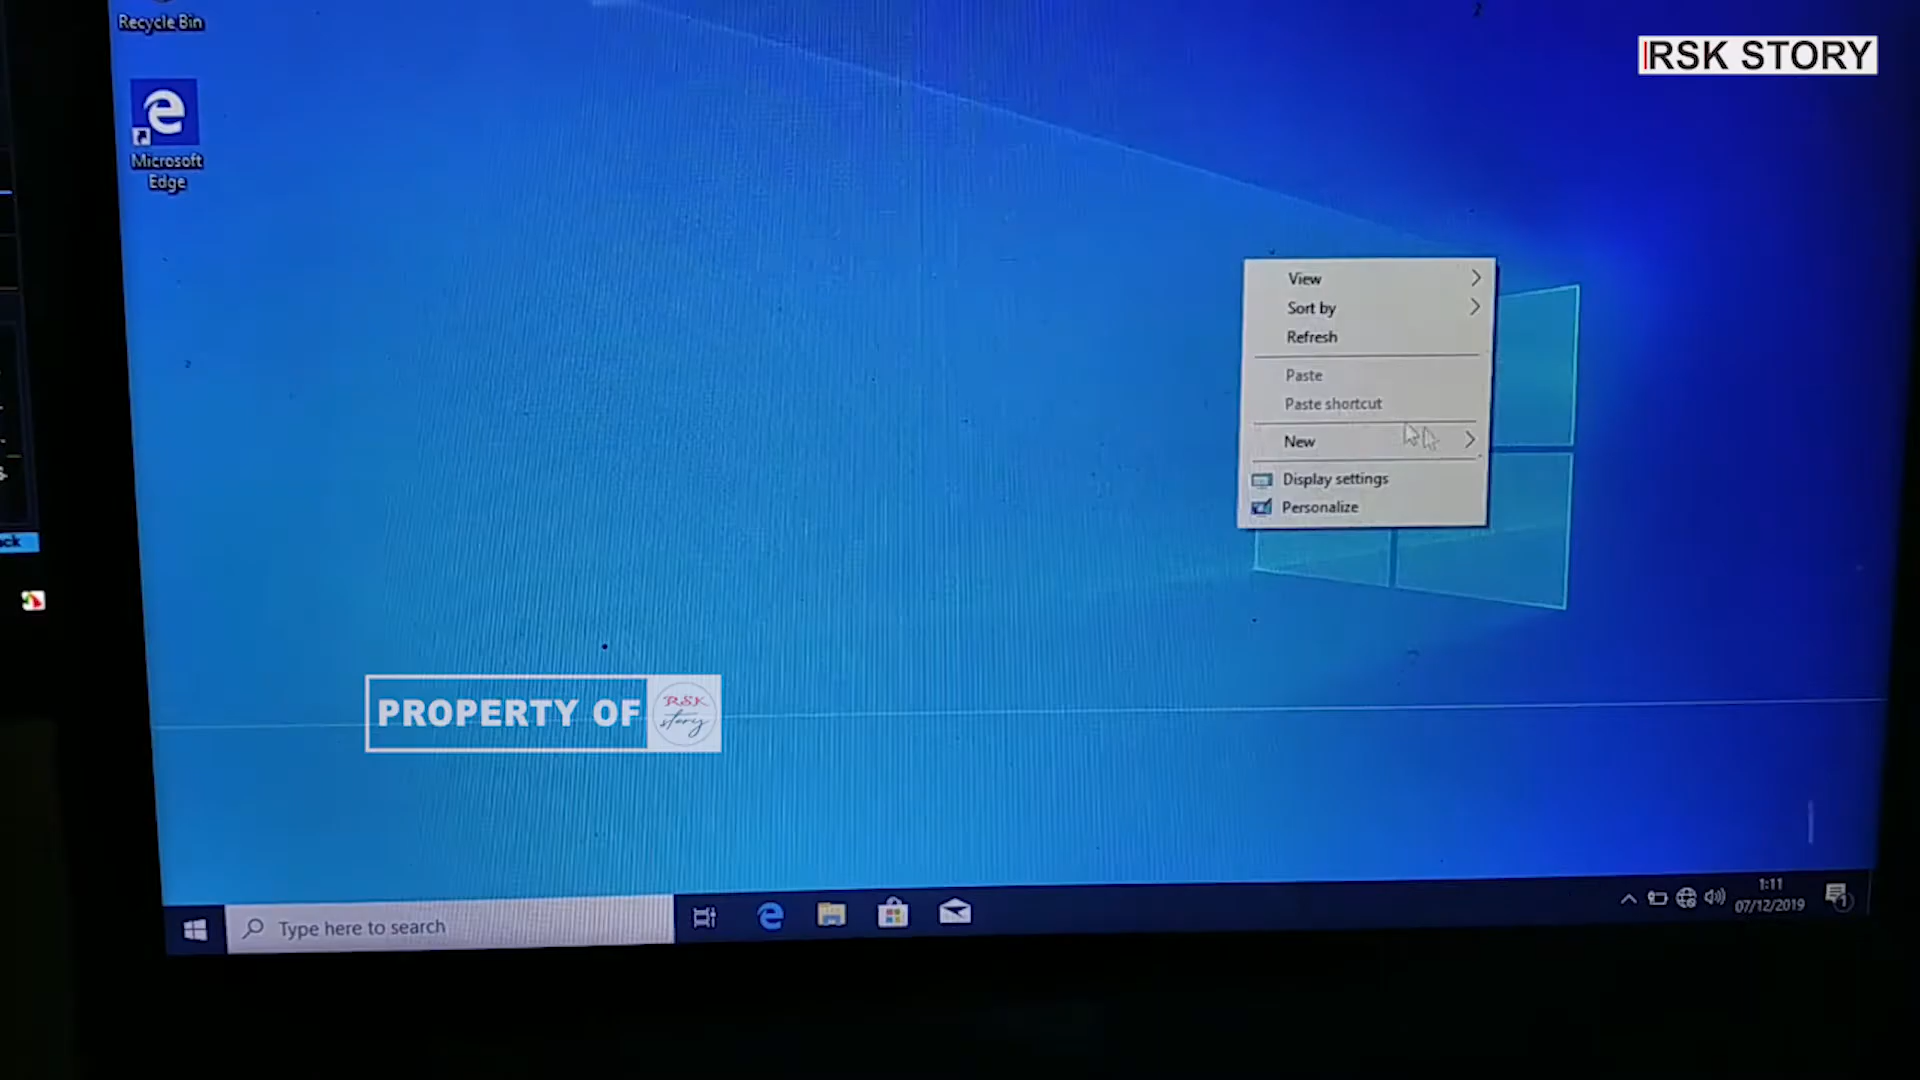 Recycle Bin
RSK STORY
Microsoft
Edge
View
Sort by
Refresh
Paste
Paste shortcut
New
Display settings
Personalize
PROPERTY OF
RSK
story
Type here to search
1:11
07/12/2019
1